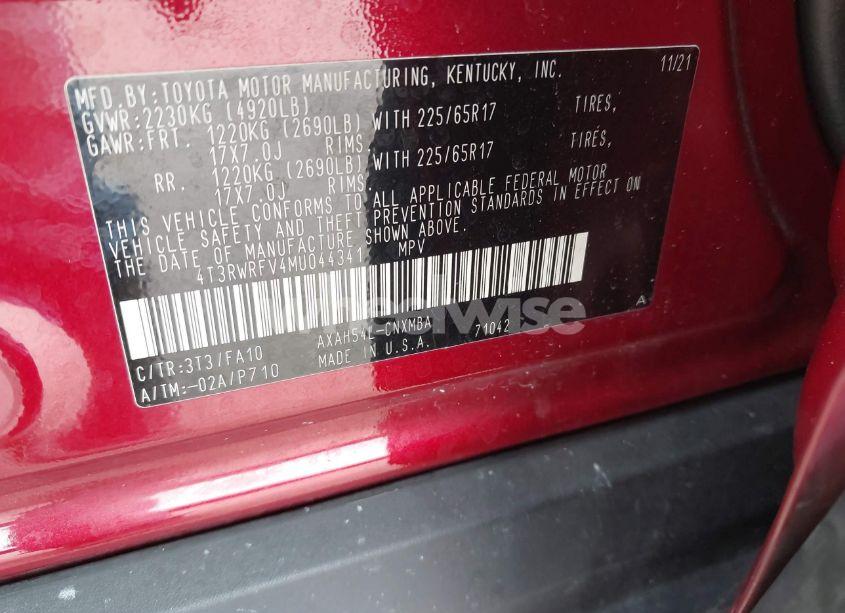 MFD.BY:TOYOTA MOTOR MANUFACTURING, KENTUCKY, INC. 11/21
GVWR:2230KG (4920LB)
GAWR:FRT. 1220KG (2690LB) WITH 225/65R17 TIRES,
17X7.0J RIMS
RR. 1220KG (2690LB) WITH 225/65R17 TIRES,
17X7.0J RIMS.
THIS VEHICLE CONFORMS TO ALL APPLICABLE FEDERAL MOTOR
VEHICLE SAFETY AND THEFT PREVENTION STANDARDS IN EFFECT ON
THE DATE OF MANUFACTURE SHOWN ABOVE.
4T3RWRFV4MU044341 MPV
A
AXAH54L-CNXMBA 71042
C/TR:3T3/FA10
MADE IN U.S.A.
A/TM:-02A/P710